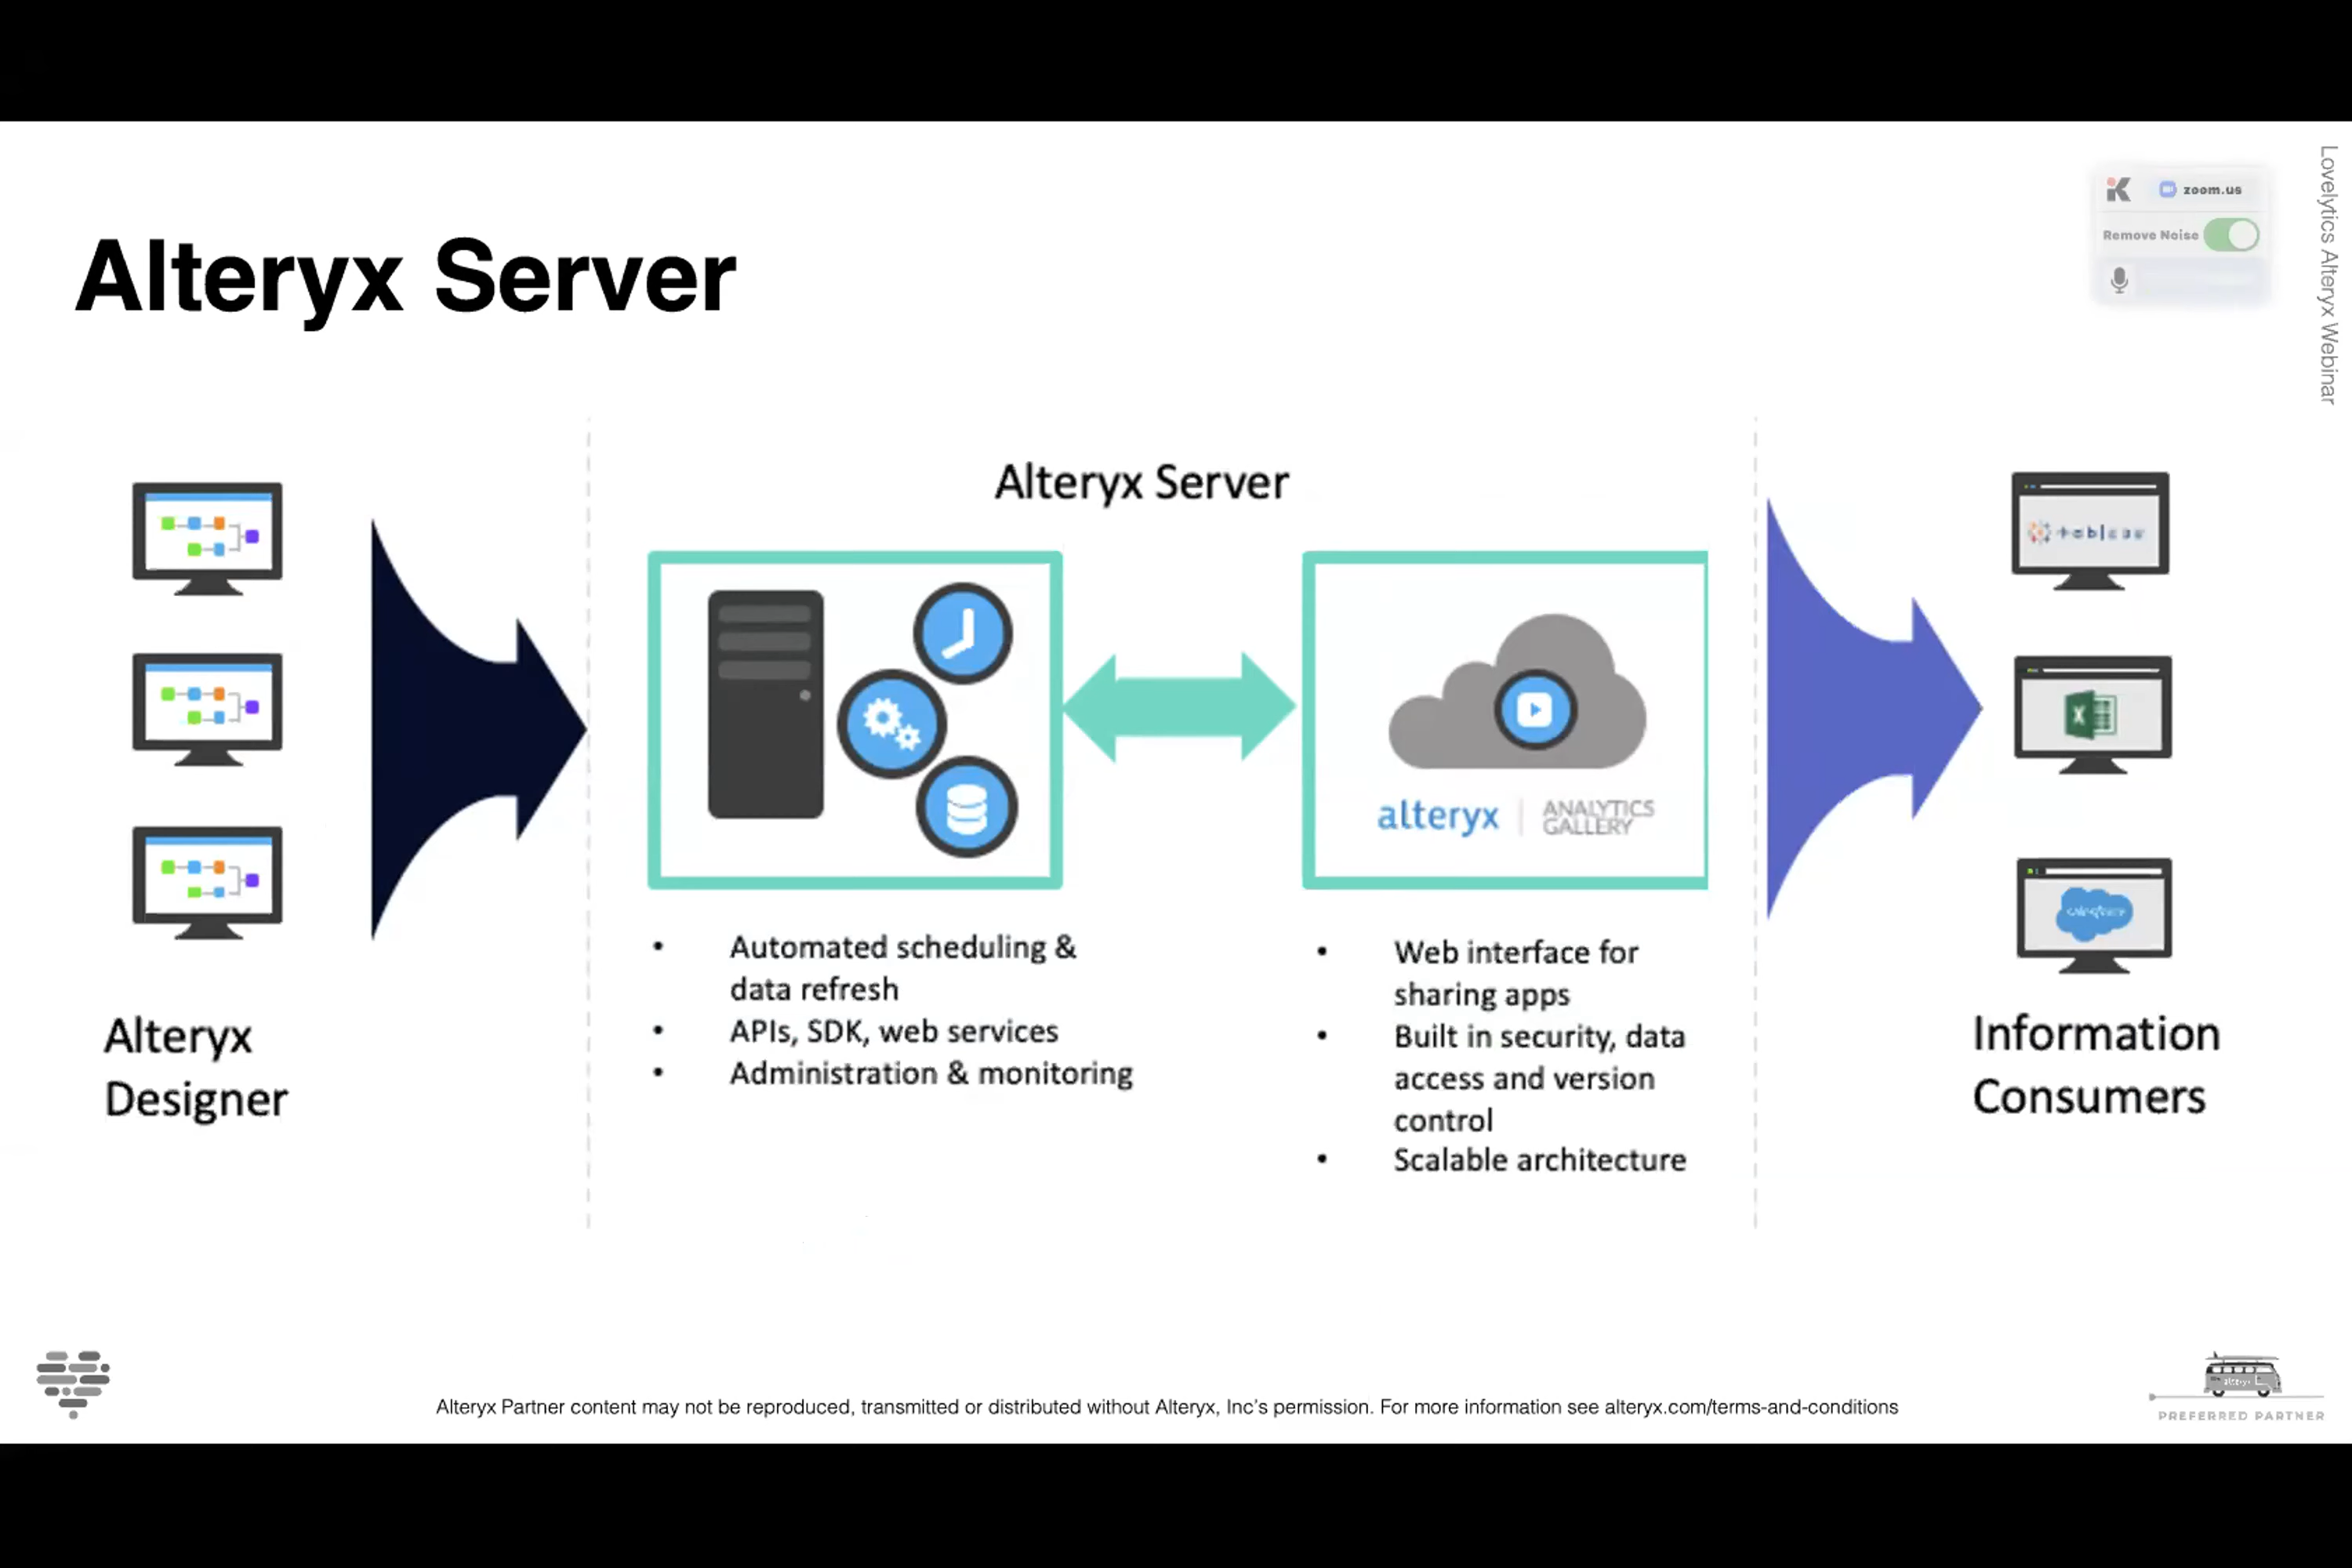 zoom.us
Remove Noise
Lovelytics Alteryx Webinar
Alteryx Server
Alteryx Server
Alteryx
Designer
alteryx
ANALYTICS
GALLERY
• Automated scheduling &
data refresh
• APIs, SDK, web services
• Administration & monitoring
• Web interface for
sharing apps
• Built in security, data
access and version
control
• Scalable architecture
tableau
X
salesforce
Information
Consumers
Alteryx Partner content may not be reproduced, transmitted or distributed without Alteryx, Inc's permission. For more information see alteryx.com/terms-and-conditions
alteryx
PREFERRED PARTNER